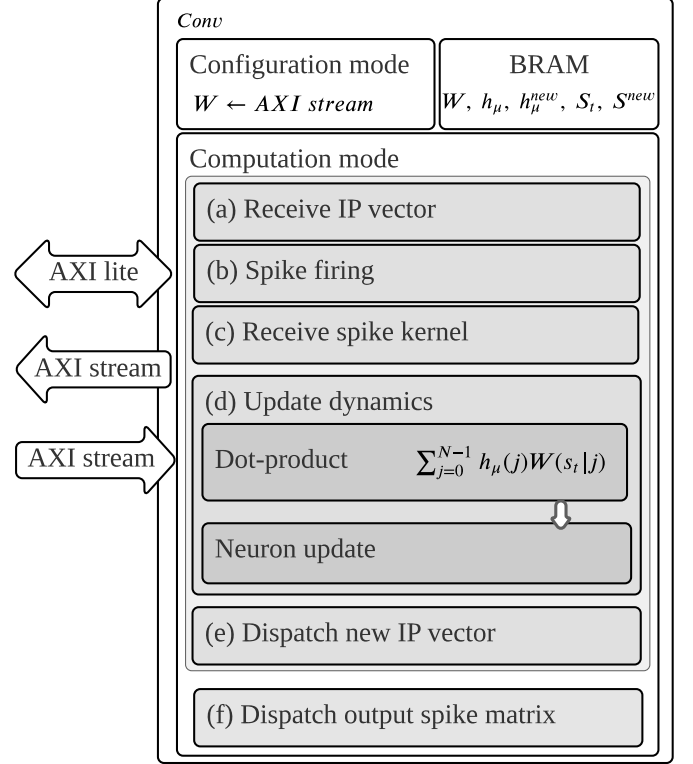 Conv
Configuration mode
W ← AXI stream
BRAM
W, h_μ, h_μ^{new}, S_t, S^{new}
Computation mode
(a) Receive IP vector
(b) Spike firing
(c) Receive spike kernel
(d) Update dynamics
Dot-product ∑_{j=0}^{N−1} h_μ(j)W(s_t|j)
Neuron update
(e) Dispatch new IP vector
(f) Dispatch output spike matrix
AXI lite
AXI stream
AXI stream